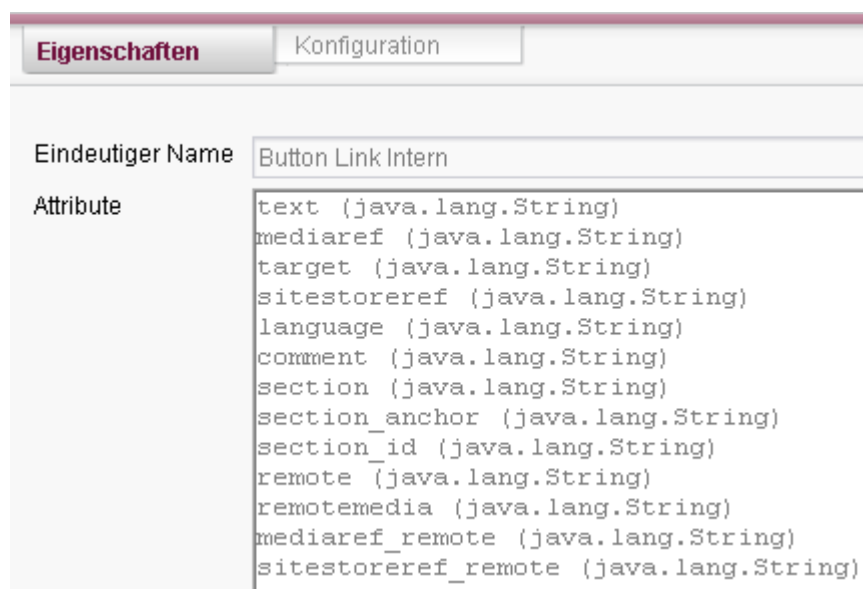 Eigenschaften Konfiguration
Eindeutiger Name Button Link Intern
Attribute text (java.lang.String)
mediaref (java.lang.String)
target (java.lang.String)
sitestoreref (java.lang.String)
language (java.lang.String)
comment (java.lang.String)
section (java.lang.String)
section_anchor (java.lang.String)
section_id (java.lang.String)
remote (java.lang.String)
remotemedia (java.lang.String)
mediaref_remote (java.lang.String)
sitestoreref_remote (java.lang.String)